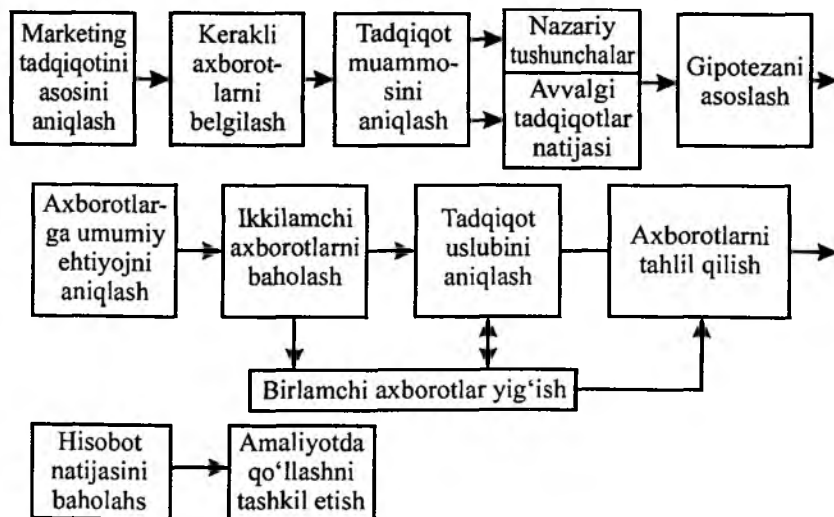 Marketing
tadqiqotini
asosini
aniqlash
Kerakli
axborot-
larni
belgilash
Tadqiqot
muammo-
sini
aniqlash
Nazariy
tushunchalar
Avvalgi
tadqiqotlar
natijasi
Gipotezani
asoslash
Axborotlar-
ga umumiy
ehtiyojni
aniqlash
Ikkilamchi
axborotlarni
baholash
Tadqiqot
uslubini
aniqlash
Axborotlarni
tahlil qilish
Birlamchi axborotlar yig‘ish
Hisobot
natijasini
baholahs
Amaliyotda
qo‘llashni
tashkil etish